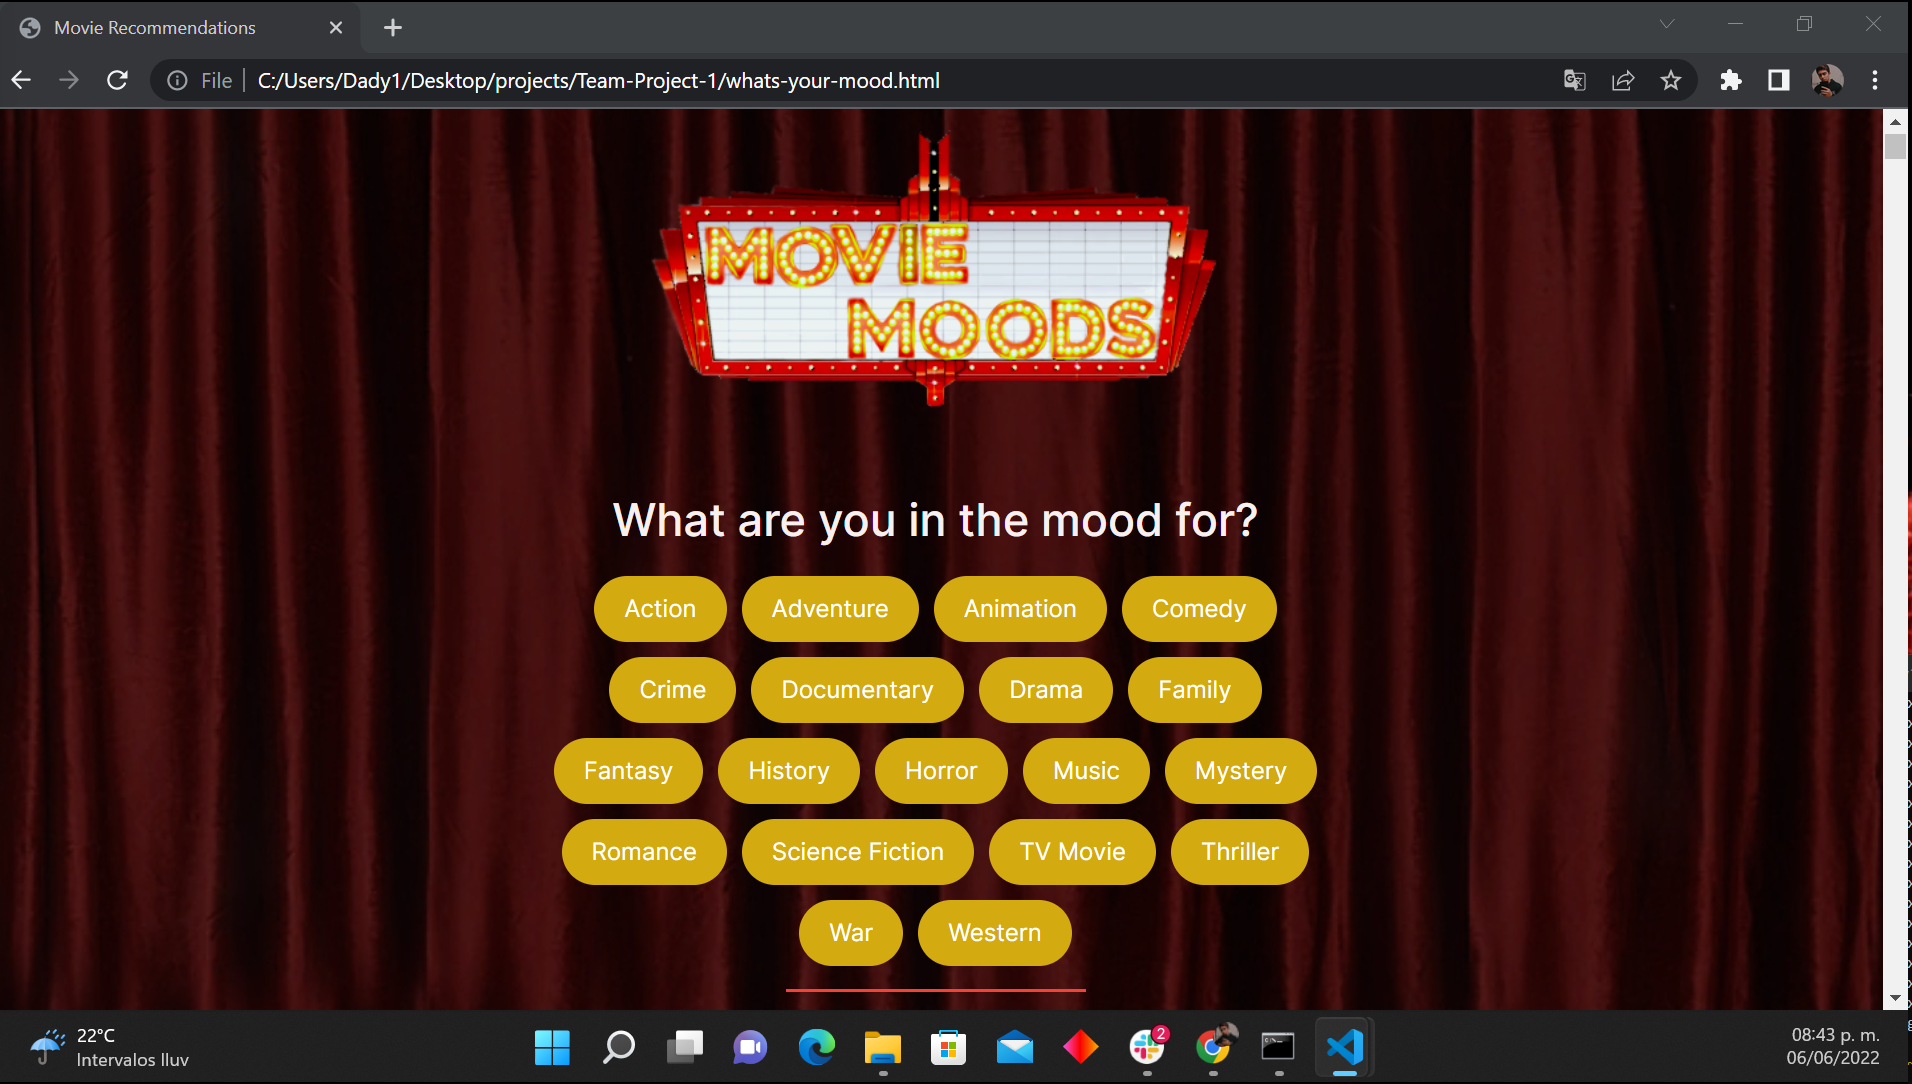 Movie Recommendations
File C:/Users/Dady1/Desktop/projects/Team-Project-1/whats-your-mood.html
MOVIE
MOODS
What are you in the mood for?
Action Adventure Animation Comedy
Crime Documentary Drama Family
Fantasy History Horror Music Mystery
Romance Science Fiction TV Movie Thriller
War Western
22°C
Intervalos lluv
2
08:43 p. m.
06/06/2022